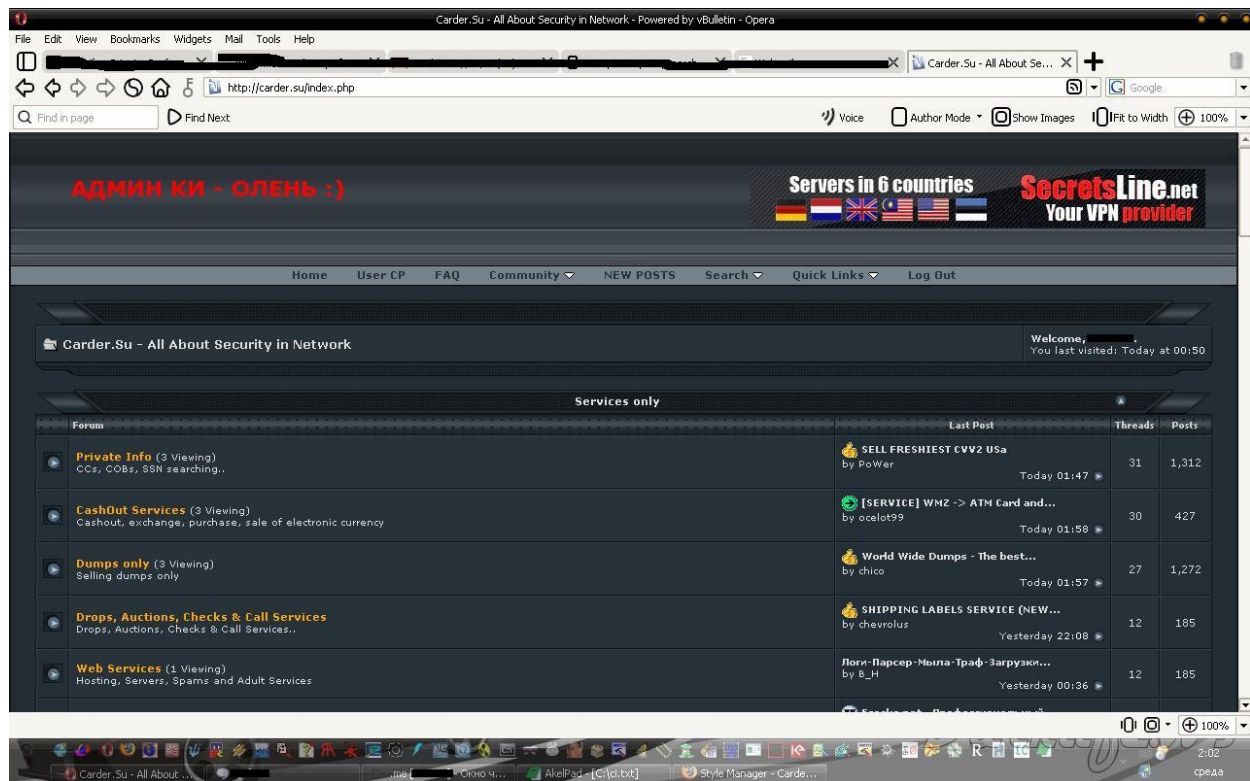 Carder.Su - All About Security in Network - Powered by vBulletin - Opera
File Edit View Bookmarks Widgets Mail Tools Help
Carder.Su - All About Se...
http://carder.su/index.php
Google
Find in page
Find Next
Voice
Author Mode
Show Images
Fit to Width
100%
АДМИН КИ - ОЛЕНЬ :)
Servers in 6 countries
SecretsLine.net
Your VPN provider
Home User CP FAQ Community NEW POSTS Search Quick Links Log Out
Carder.Su - All About Security in Network
Welcome, .
You last visited: Today at 00:50
Services only
Forum Last Post Threads Posts
Private Info (3 Viewing)
CCs, COBs, SSN searching..
SELL FRESHIEST CVV2 USa
by PoWer
Today 01:47
31 1,312
CashOut Services (3 Viewing)
Cashout, exchange, purchase, sale of electronic currency
[SERVICE] WMZ -> ATM Card and...
by ocelot99
Today 01:58
30 427
Dumps only (3 Viewing)
Selling dumps only
World Wide Dumps - The best...
by chico
Today 01:57
27 1,272
Drops, Auctions, Checks & Call Services
Drops, Auctions, Checks & Call Services..
SHIPPING LABELS SERVICE (NEW...
by chevrolus
Yesterday 22:08
12 185
Web Services (1 Viewing)
Hosting, Servers, Spams and Adult Services
Логи-Парсер-Мыла-Траф-Загрузки...
by B_H
Yesterday 00:36
12 185
100%
2:02
Carder.Su - All About ...
.me
- Окно ч...
AkelPad - [C:\ci.txt]
Style Manager - Carde...
среда